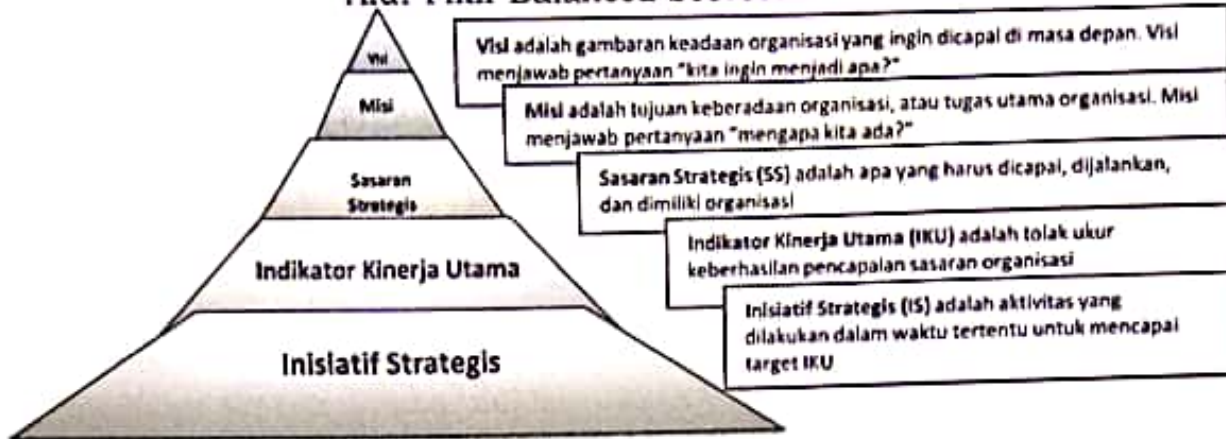 Balanced
Visi
Visi adalah gambaran keadaan organisasi yang ingin dicapai di masa depan. Visi
menjawab pertanyaan "kita ingin menjadi apa?"
Misi
Misi adalah tujuan keberadaan organisasi, atau tugas utama organisasi. Misi
menjawab pertanyaan "mengapa kita ada?"
Sasaran
Strategis
Sasaran Strategis (SS) adalah apa yang harus dicapai, dijalankan,
dan dimiliki organisasi
Indikator Kinerja Utama
Indikator Kinerja Utama (IKU) adalah tolak ukur
keberhasilan pencapaian sasaran organisasi
Inisiatif Strategis
Inisiatif Strategis (IS) adalah aktivitas yang
dilakukan dalam waktu tertentu untuk mencapai
target IKU